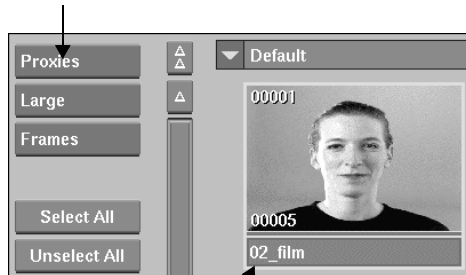 Proxies
Large
Frames
Select All
Unselect All
Default
00001
00005
02_film